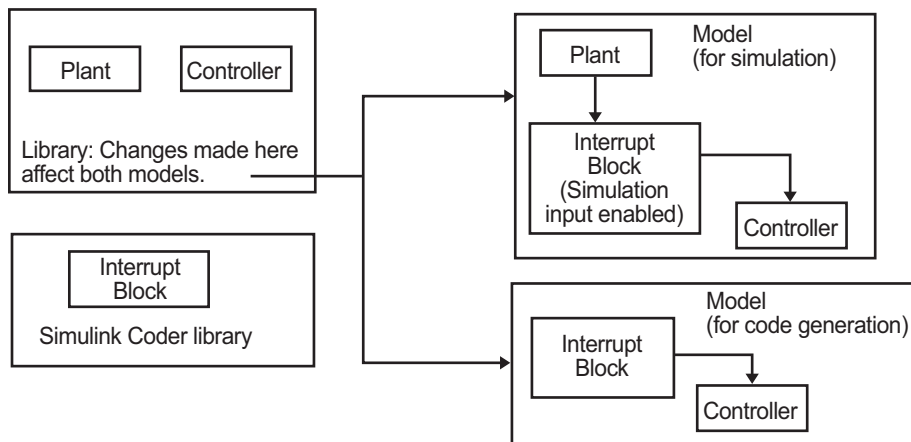 Plant
Controller
Library: Changes made here
affect both models.
Interrupt
Block
Simulink Coder library
Model
(for simulation)
Plant
Interrupt
Block
(Simulation
input enabled)
Controller
Model
(for code generation)
Interrupt
Block
Controller